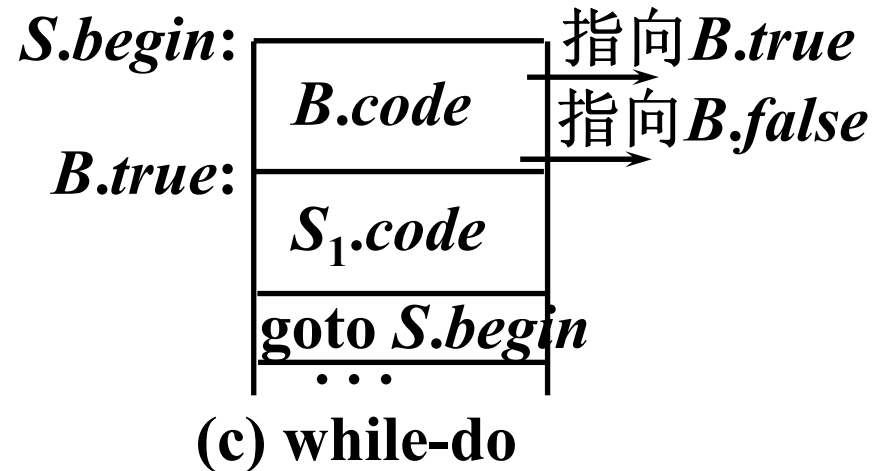 S.begin:
指向B.true
B.code
指向B.false
B.true:
S₁.code
goto S.begin
...
(c) while-do